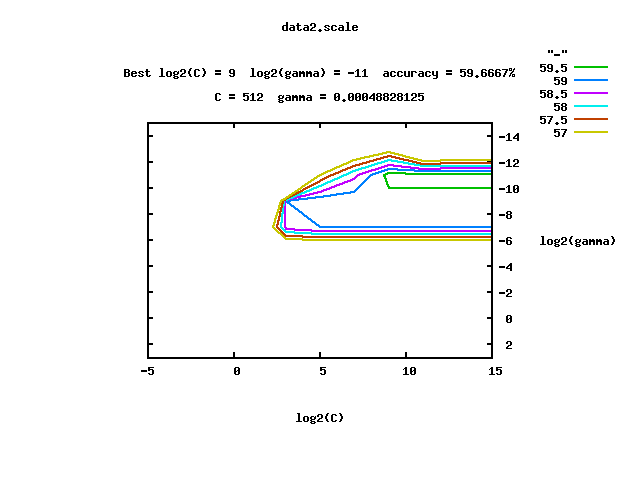 data2.scale
Best log2(C) = 9  log2(gamma) = -11  accuracy = 59.6667%
C = 512  gamma = 0.00048828125
"-"
59.5
59
58.5
58
57.5
57
-14
-12
-10
-8
-6
-4
-2
0
2
log2(gamma)
-5 0 5 10 15
log2(C)